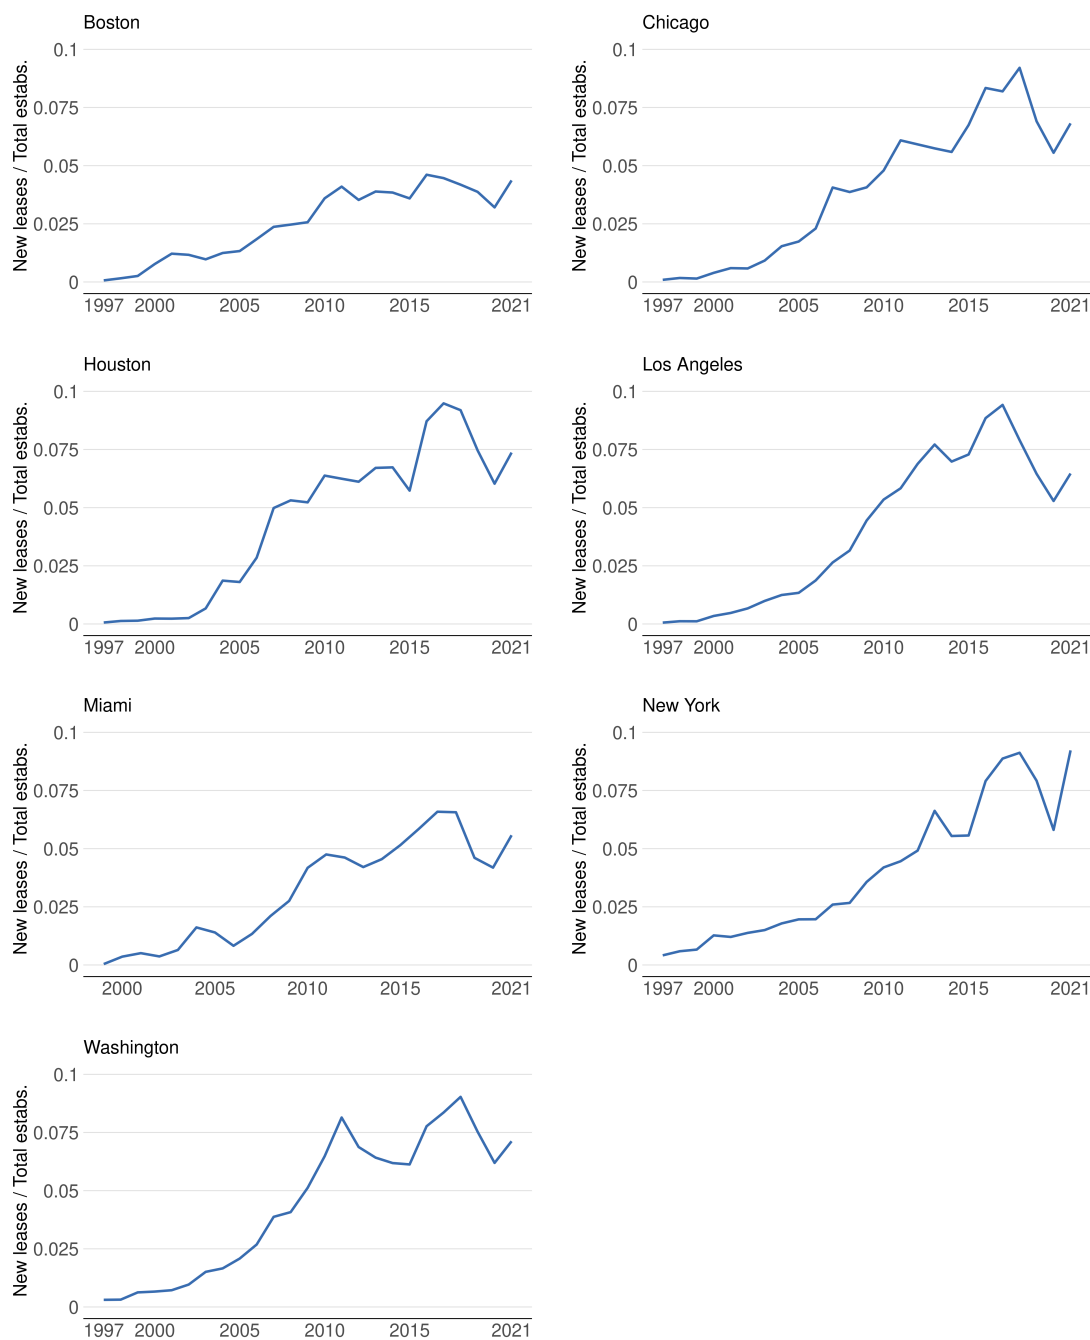 Boston
New leases / Total estabs.
0.1
0.075
0.05
0.025
0
1997 2000 2005 2010 2015 2021
Chicago
New leases / Total estabs.
0.1
0.075
0.05
0.025
0
1997 2000 2005 2010 2015 2021
Houston
New leases / Total estabs.
0.1
0.075
0.05
0.025
0
1997 2000 2005 2010 2015 2021
Los Angeles
New leases / Total estabs.
0.1
0.075
0.05
0.025
0
1997 2000 2005 2010 2015 2021
Miami
New leases / Total estabs.
0.1
0.075
0.05
0.025
0
2000 2005 2010 2015 2021
New York
New leases / Total estabs.
0.1
0.075
0.05
0.025
0
1997 2000 2005 2010 2015 2021
Washington
New leases / Total estabs.
0.1
0.075
0.05
0.025
0
1997 2000 2005 2010 2015 2021